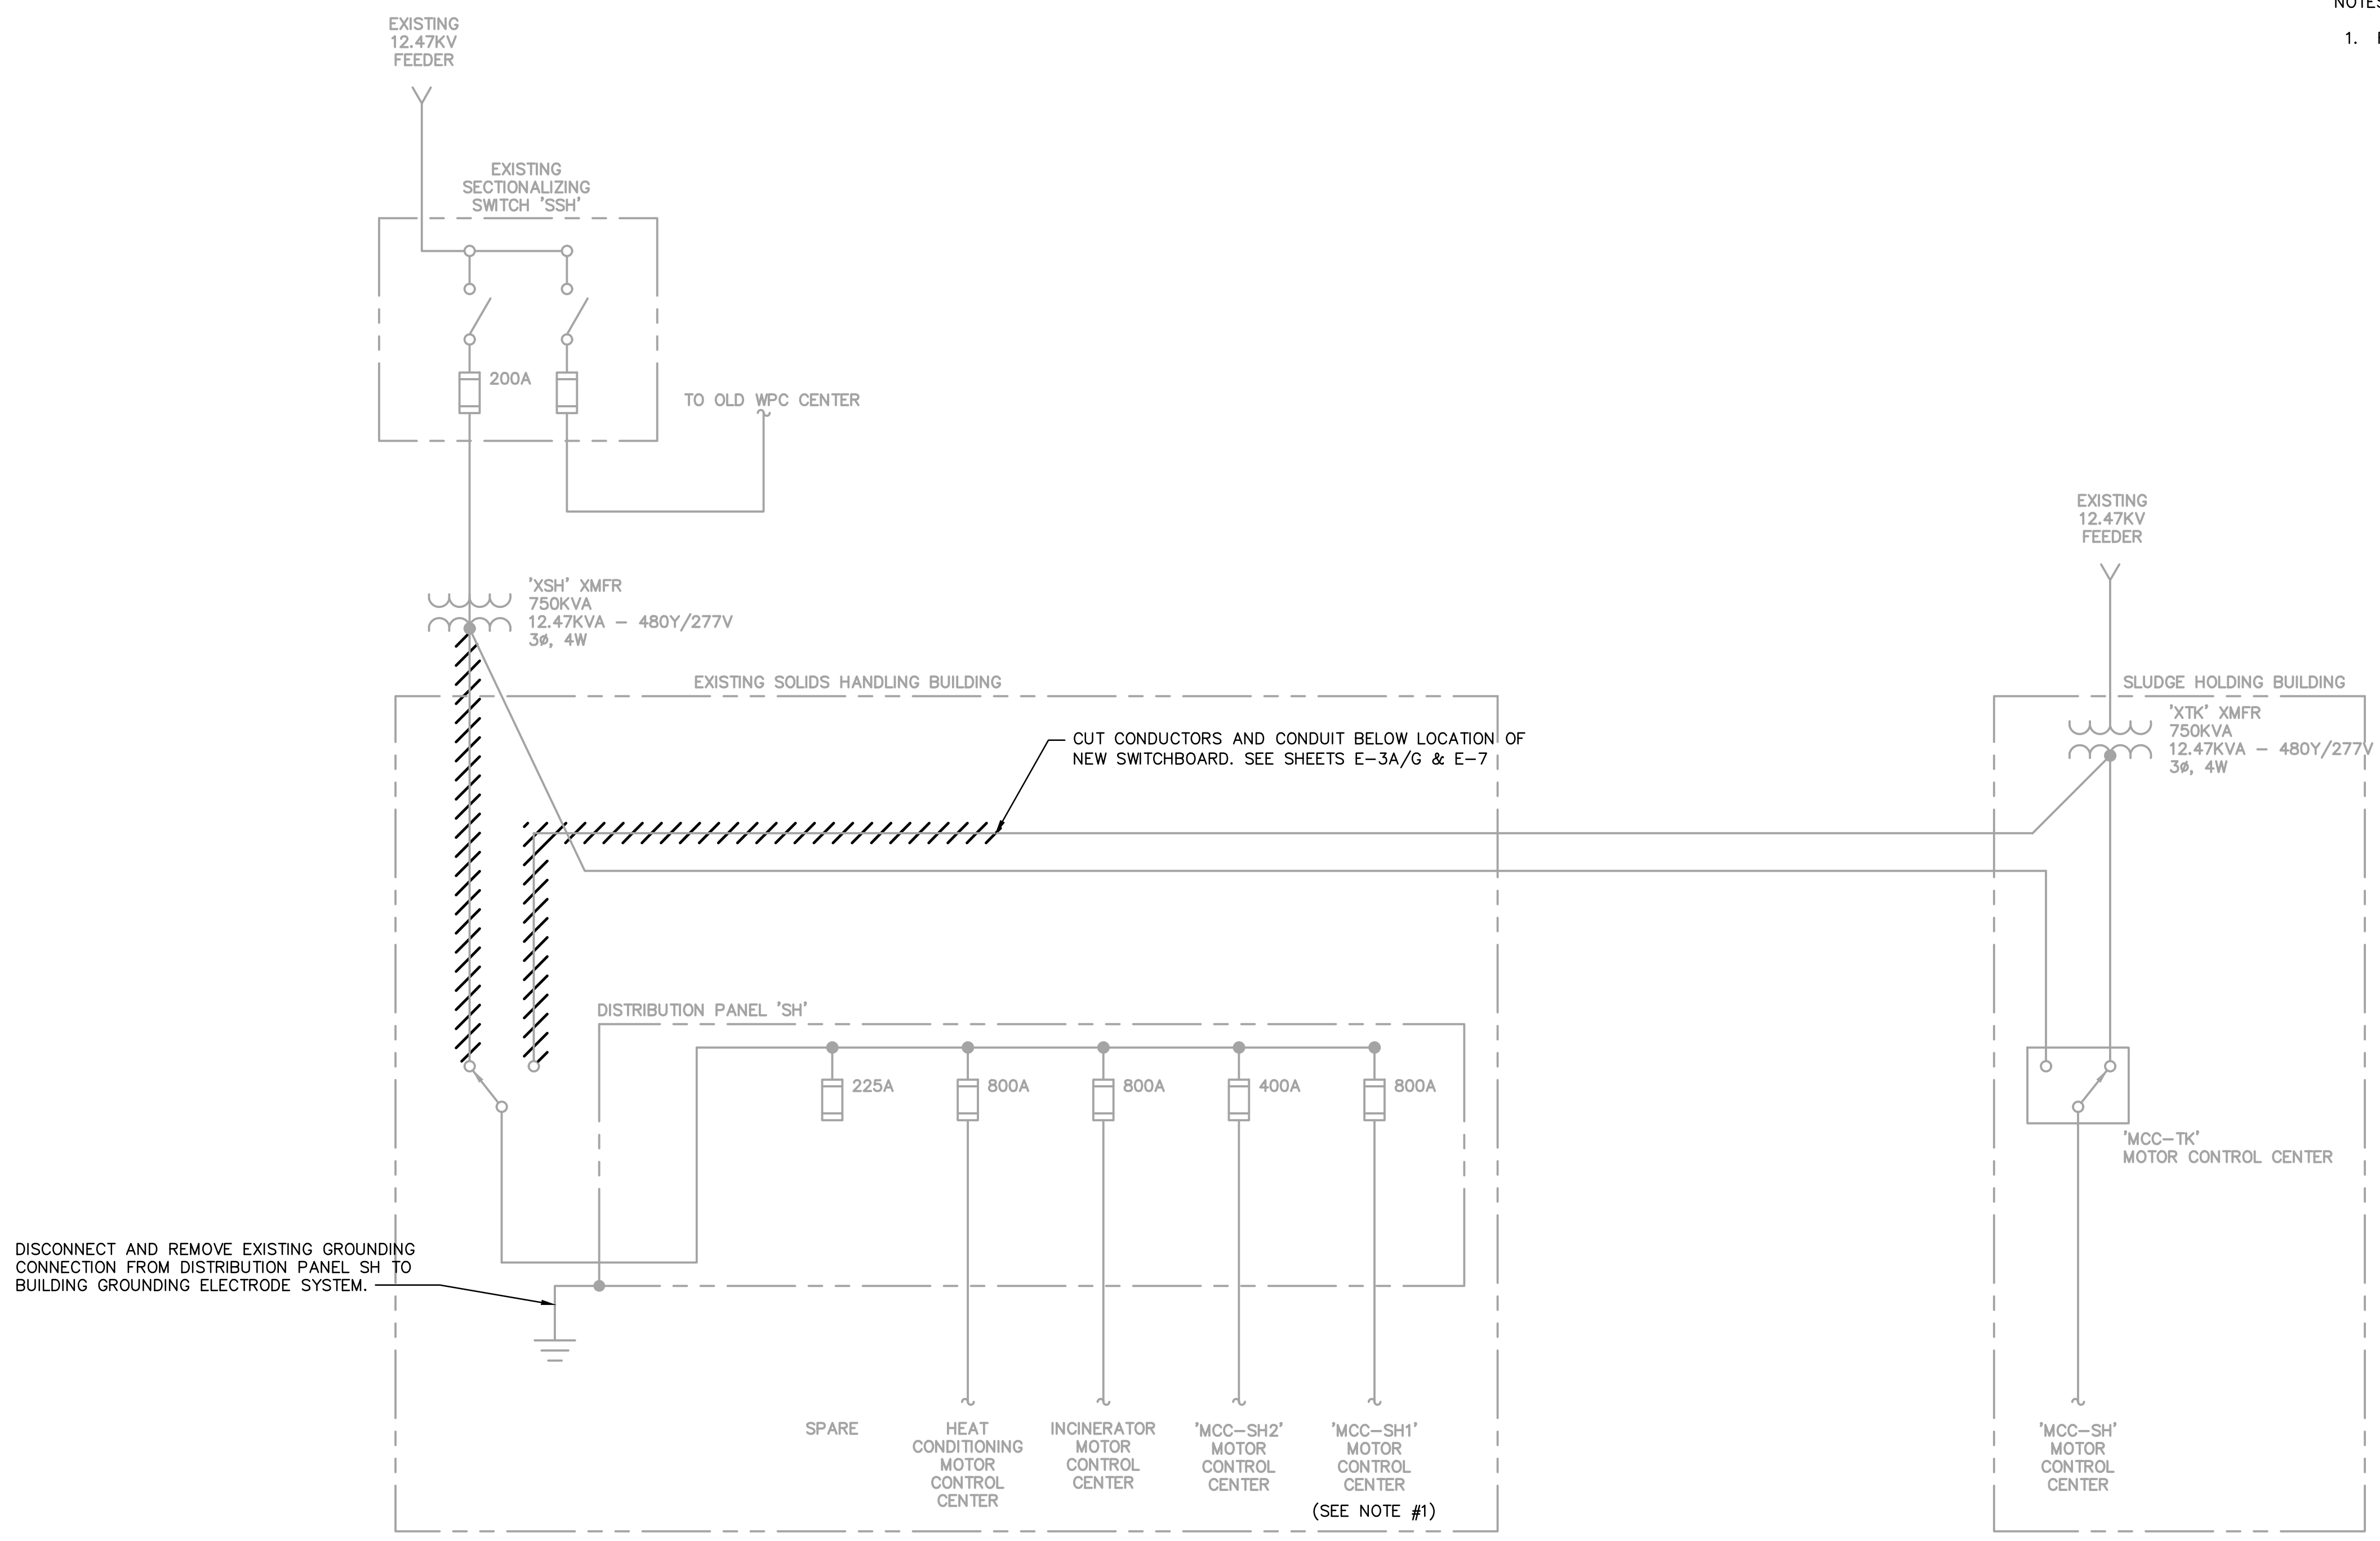 NOTES
1.
EXISTING
12.47KV
FEEDER
EXISTING
SECTIONALIZING
SWITCH 'SSH'
200A
TO OLD WPC CENTER
EXISTING
12.47KV
FEEDER
'XSH' XMFR
750KVA
12.47KVA - 480Y/277V
3ø, 4W
EXISTING SOLIDS HANDLING BUILDING
SLUDGE HOLDING BUILDING
'XTK' XMFR
750KVA
12.47KVA - 480Y/277V
3ø, 4W
CUT CONDUCTORS AND CONDUIT BELOW LOCATION OF
NEW SWITCHBOARD. SEE SHEETS E-3A/G & E-7
DISTRIBUTION PANEL 'SH'
225A
800A
800A
400A
800A
'MCC-TK'
MOTOR CONTROL CENTER
DISCONNECT AND REMOVE EXISTING GROUNDING
CONNECTION FROM DISTRIBUTION PANEL SH TO
BUILDING GROUNDING ELECTRODE SYSTEM.
SPARE
HEAT
CONDITIONING
MOTOR
CONTROL
CENTER
INCINERATOR
MOTOR
CONTROL
CENTER
'MCC-SH2'
MOTOR
CONTROL
CENTER
'MCC-SH1'
MOTOR
CONTROL
CENTER
(SEE NOTE #1)
'MCC-SH'
MOTOR
CONTROL
CENTER